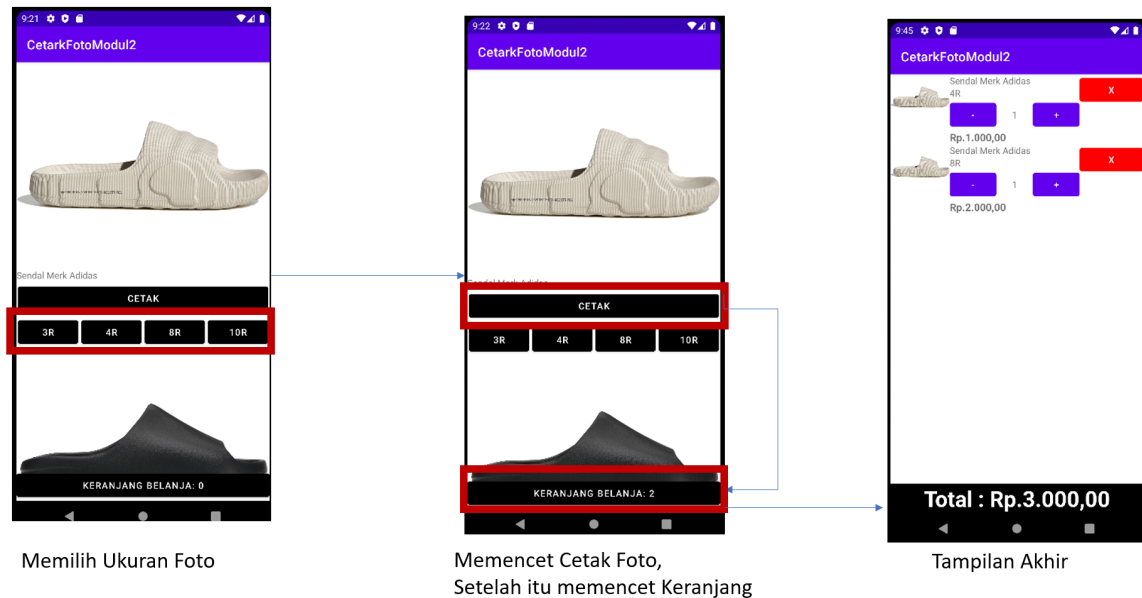 9:21
CetarkFotoModul2
Sendal Merk Adidas
CETAK
3R 4R 8R 10R
KERANJANG BELANJA: 0
Memilih Ukuran Foto
9:22
CetarkFotoModul2
Sendal Merk Adidas
CETAK
3R 4R 8R 10R
KERANJANG BELANJA: 2
Memencet Cetak Foto,
Setelah itu memencet Keranjang
9:45
CetarkFotoModul2
Sendal Merk Adidas
4R
X
- 1 +
Rp.1.000,00
Sendal Merk Adidas
8R
X
- 1 +
Rp.2.000,00
Total : Rp.3.000,00
Tampilan Akhir